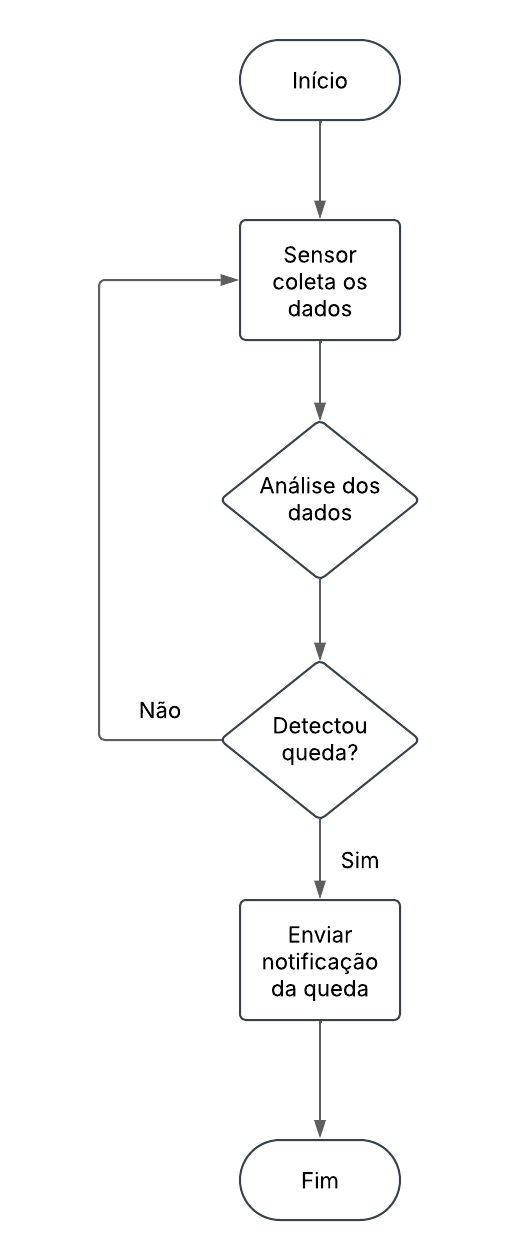 Início
Sensor
coleta os
dados
Análise dos
dados
Não
Detectou
queda?
Sim
Enviar
notificação
da queda
Fim